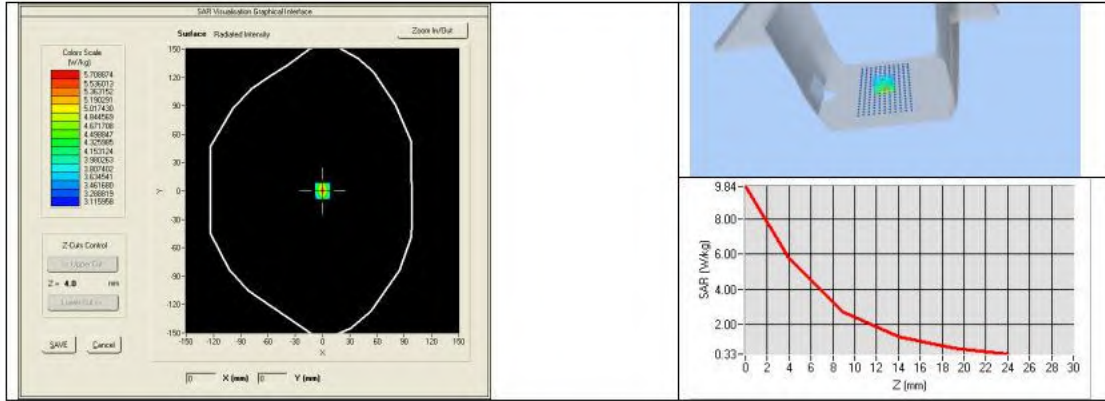 SAR Visualisation Graphical Interface
Surface Radiated Intensity
Zoom In/Out
Colors Scale
(W/kg)
5.708874
5.536013
5.363152
5.190291
5.017430
4.844569
4.671708
4.498847
4.325985
4.153124
3.980263
3.807402
3.634541
3.461680
3.288819
3.115958
Z-Cuts Control
Z = 4.0 mm
SAVE Cancel
150
120
90
60
30
0
-30
-60
-90
-120
-150
Y
-150 -120 -90 -60 -30 0 30 60 90 120 150
X
0 X (mm) 0 Y (mm)
9.84
8.00
6.00
4.00
2.00
0.33
SAR (W/kg)
0 2 4 6 8 10 12 14 16 18 20 22 24 26 28 30
Z (mm)